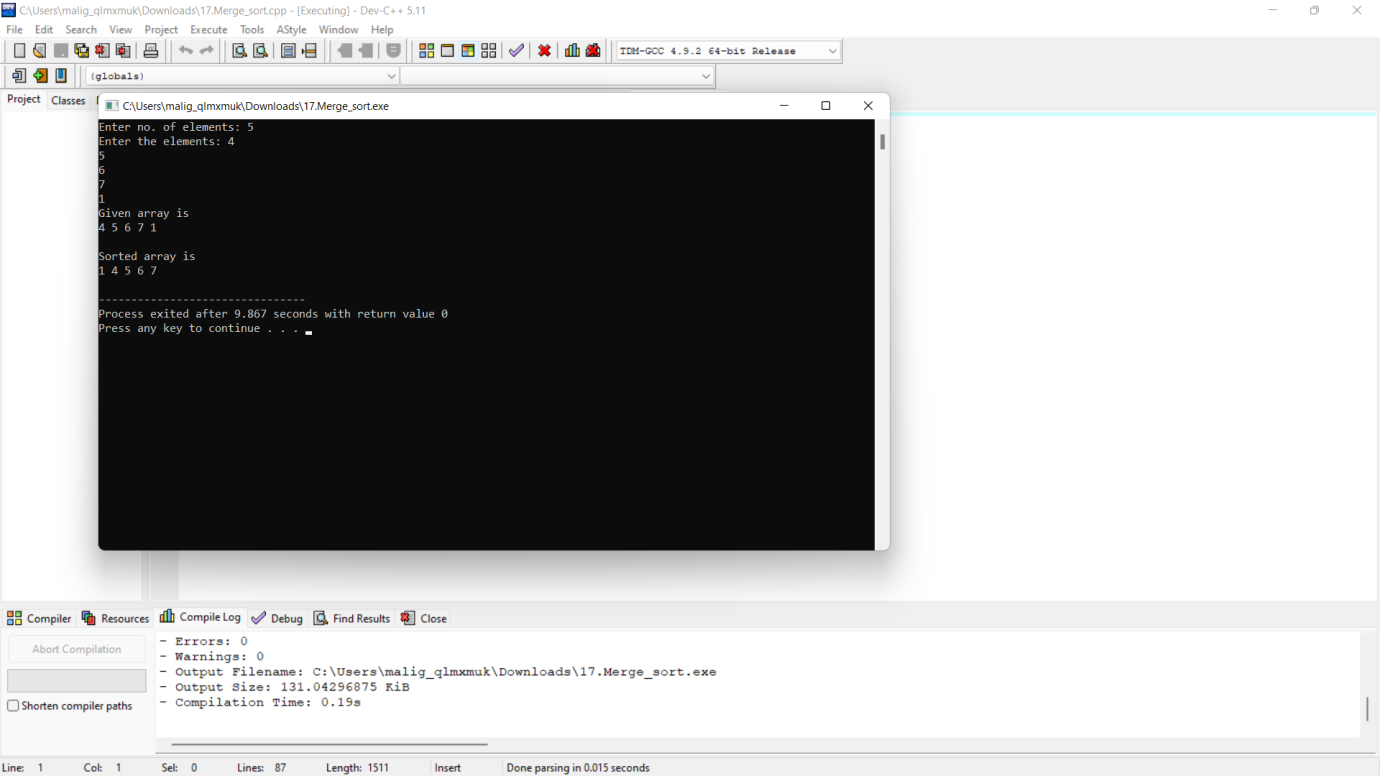 C:\Users\malig_qlmxmuk\Downloads\17.Merge_sort.cpp - [Executing] - Dev-C++ 5.11
File Edit Search View Project Execute Tools AStyle Window Help
TDM-GCC 4.9.2 64-bit Release
(globals)
Project Classes
C:\Users\malig_qlmxmuk\Downloads\17.Merge_sort.exe
Enter no. of elements: 5
Enter the elements: 4
5
6
7
1
Given array is
4 5 6 7 1
Sorted array is
1 4 5 6 7
--------------------------------
Process exited after 9.867 seconds with return value 0
Press any key to continue . . .
Compiler Resources Compile Log Debug Find Results Close
Abort Compilation
Shorten compiler paths
- Errors: 0
- Warnings: 0
- Output Filename: C:\Users\malig_qlmxmuk\Downloads\17.Merge_sort.exe
- Output Size: 131.04296875 KiB
- Compilation Time: 0.19s
Line: 1 Col: 1 Sel: 0 Lines: 87 Length: 1511 Insert Done parsing in 0.015 seconds